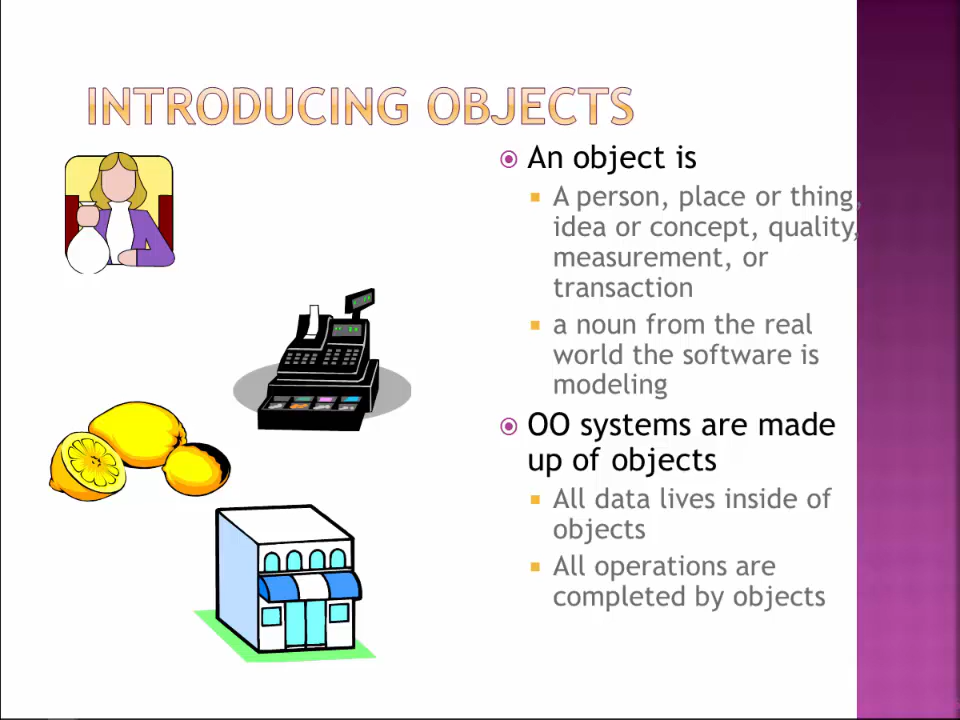 INTRODUCING OBJECTS
An object is
A person, place or thing,
idea or concept, quality,
measurement, or
transaction
a noun from the real
world the software is
modeling
OO systems are made
up of objects
All data lives inside of
objects
All operations are
completed by objects